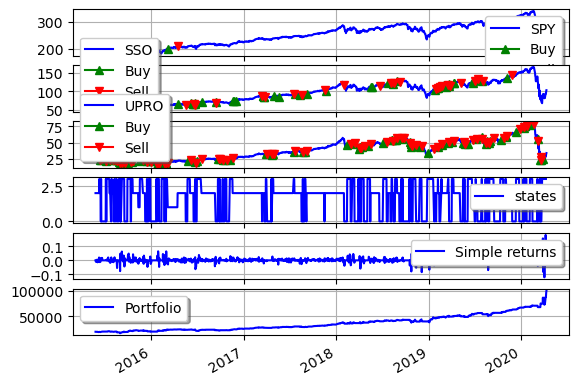 300
200
SPY
Buy
SSO
Buy
Sell
150
100
50
UPRO
Buy
Sell
75
50
25
2.5
0.0
states
0.1
0.0
−0.1
Simple returns
100000
50000
Portfolio
2016
2017
2018
2019
2020